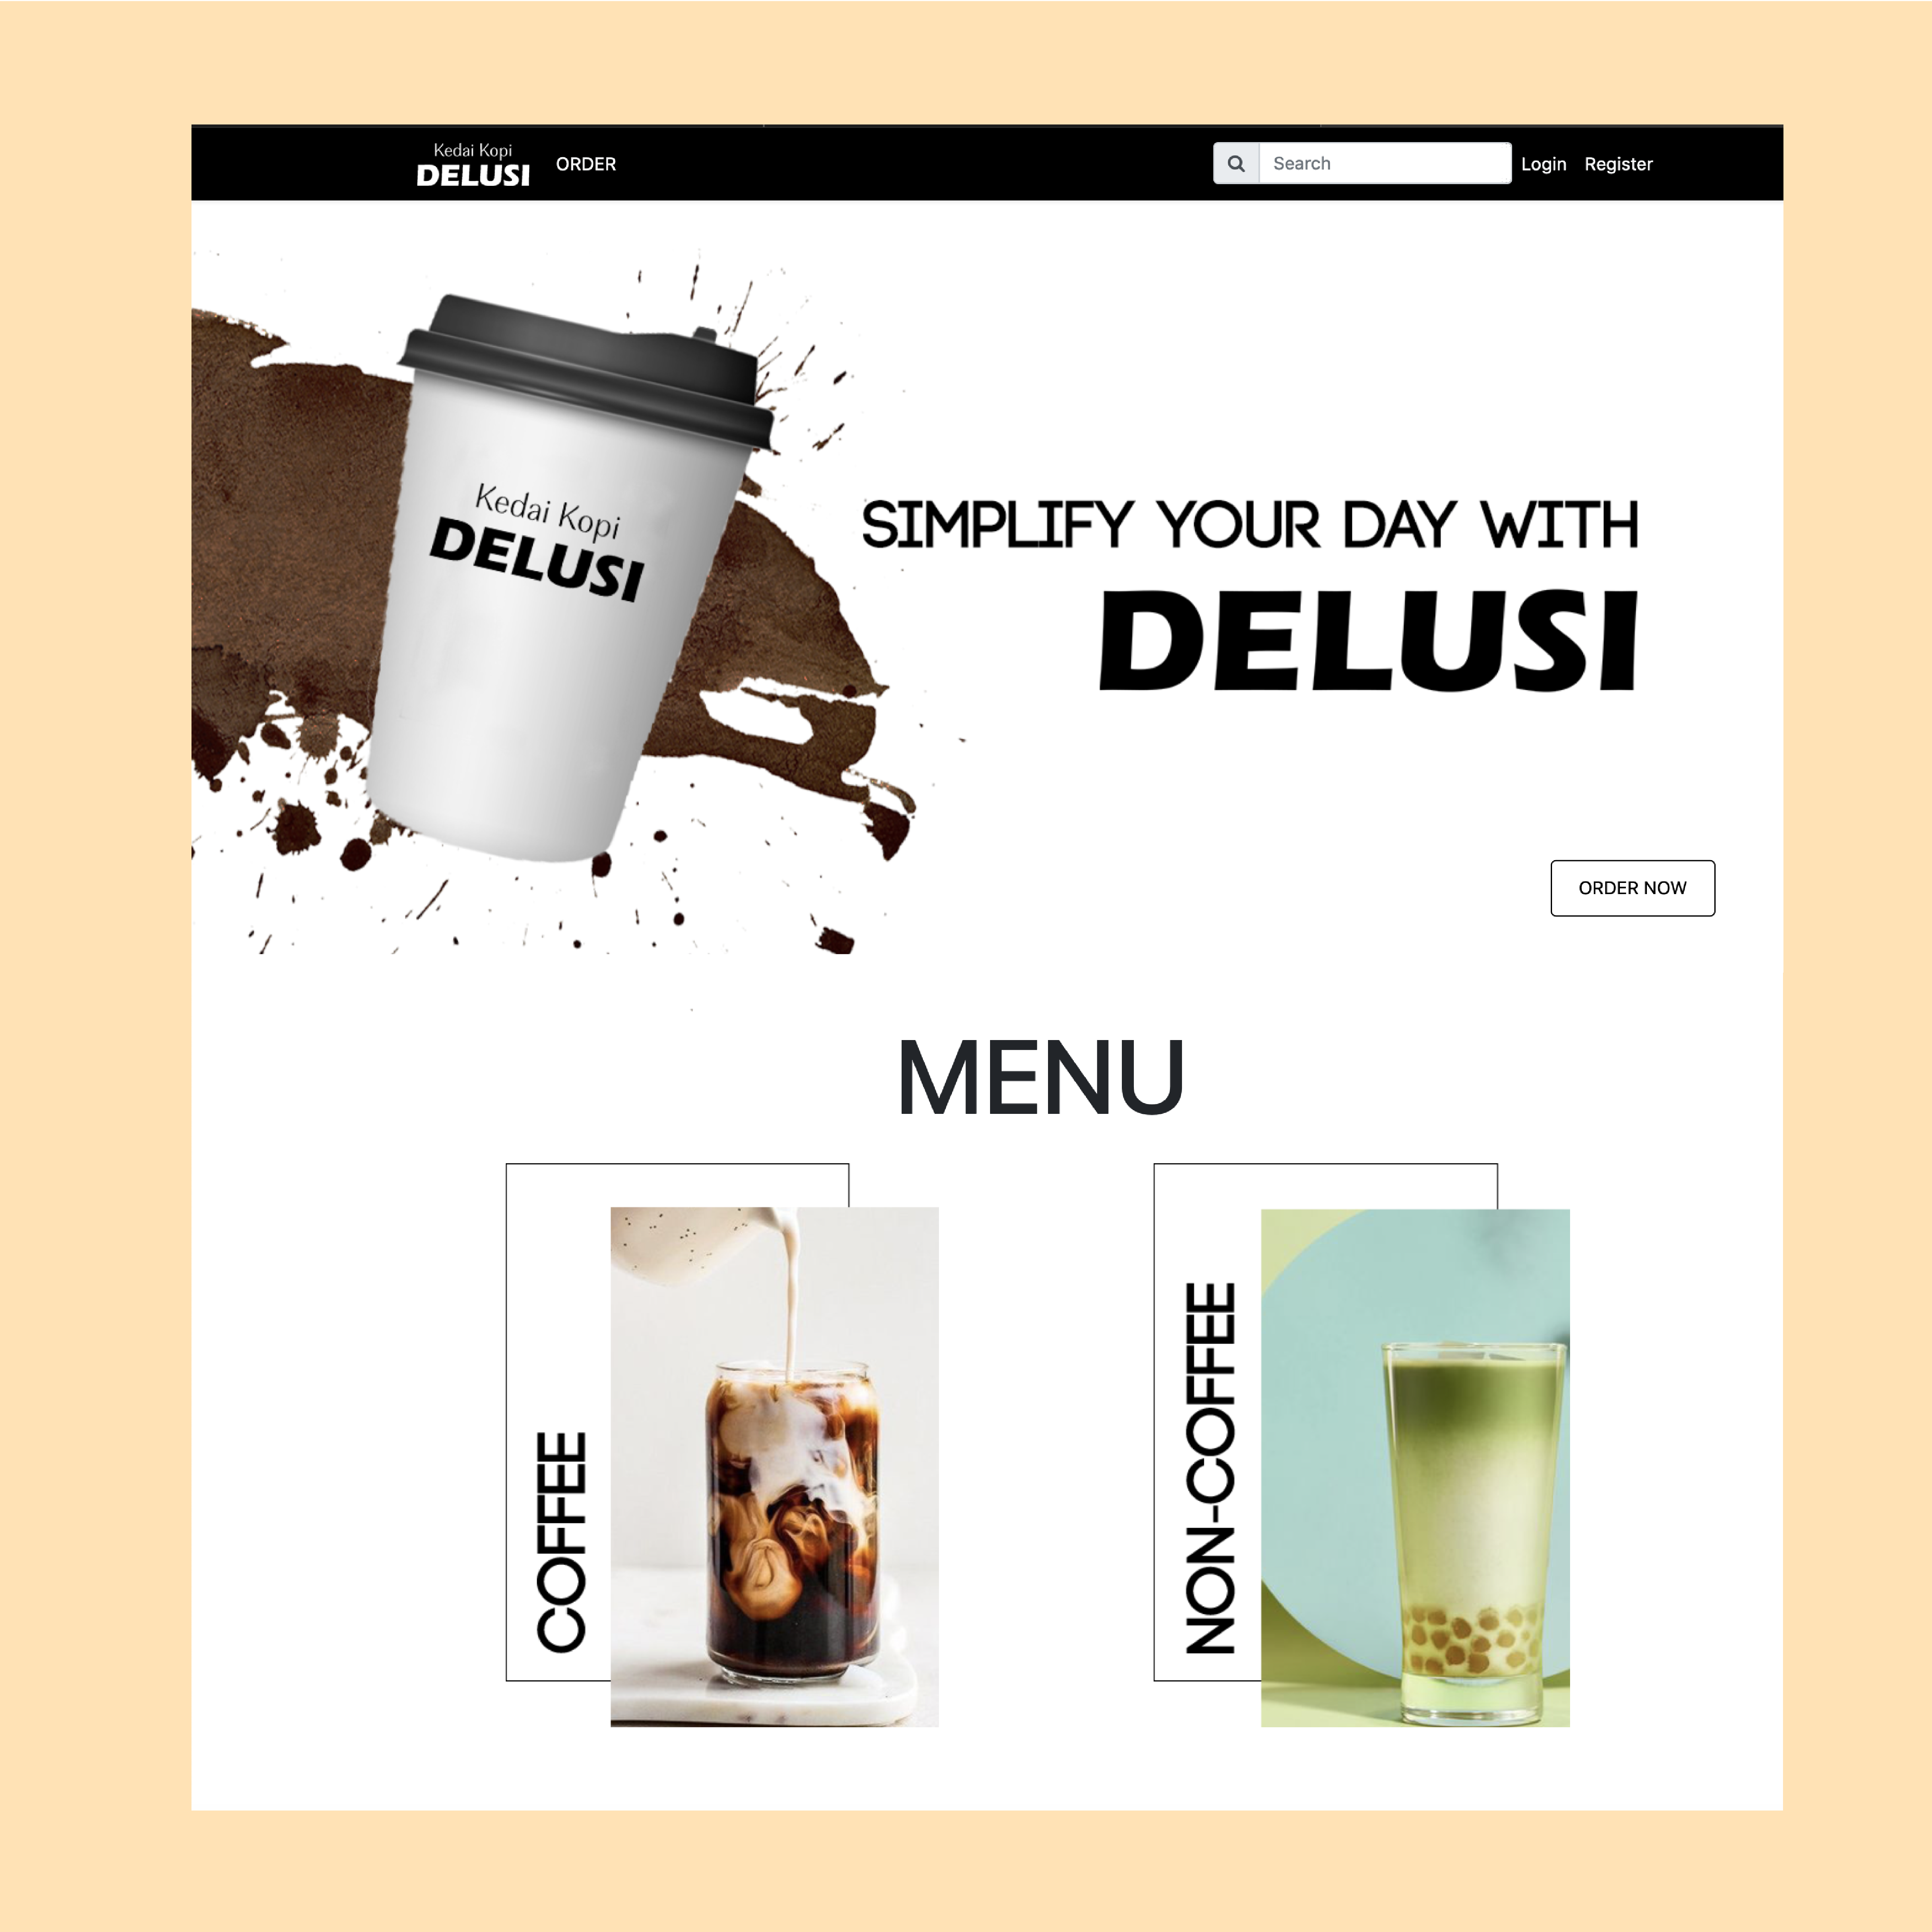 Kedai Kopi
DELUSI
ORDER
Search
Login
Register
Kedai Kopi
DELUSI
SIMPLIFY YOUR DAY WITH
DELUSI
ORDER NOW
MENU
COFFEE
NON-COFFEE